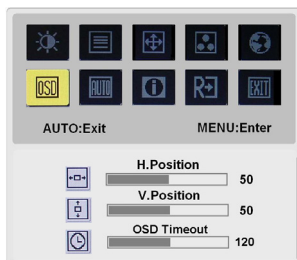 OSD AUTO i R EXIT
AUTO:Exit MENU:Enter
H.Position
50
V.Position
50
OSD Timeout
120